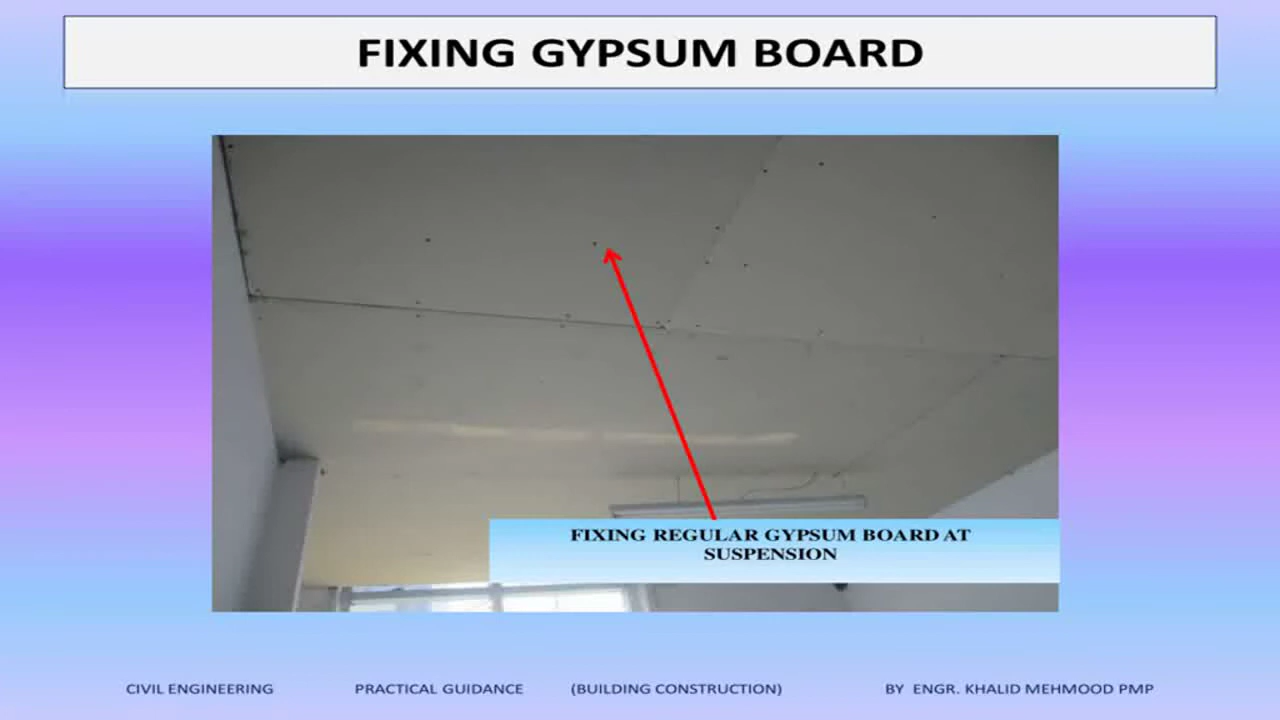 FIXING GYPSUM BOARD
FIXING REGULAR GYPSUM BOARD AT
SUSPENSION
CIVIL ENGINEERING PRACTICAL GUIDANCE (BUILDING CONSTRUCTION) BY ENGR. KHALID MEHMOOD PMP